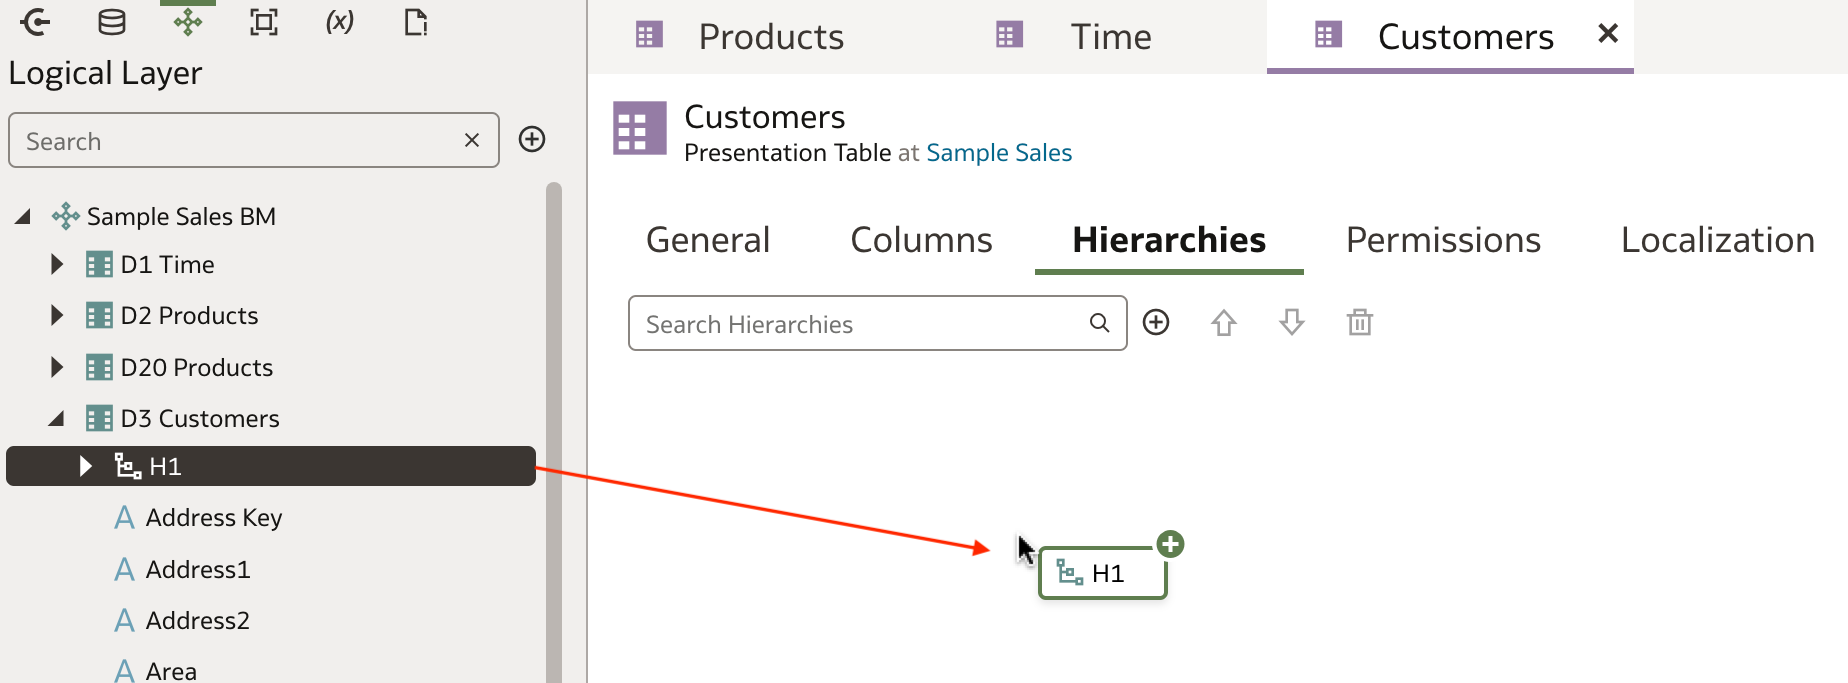 (x)
Logical Layer
Search
Sample Sales BM
D1 Time
D2 Products
D20 Products
D3 Customers
H1
Address Key
Address1
Address2
Area
Products
Time
Customers
Customers
Presentation Table at Sample Sales
General
Columns
Hierarchies
Permissions
Localization
Search Hierarchies
H1